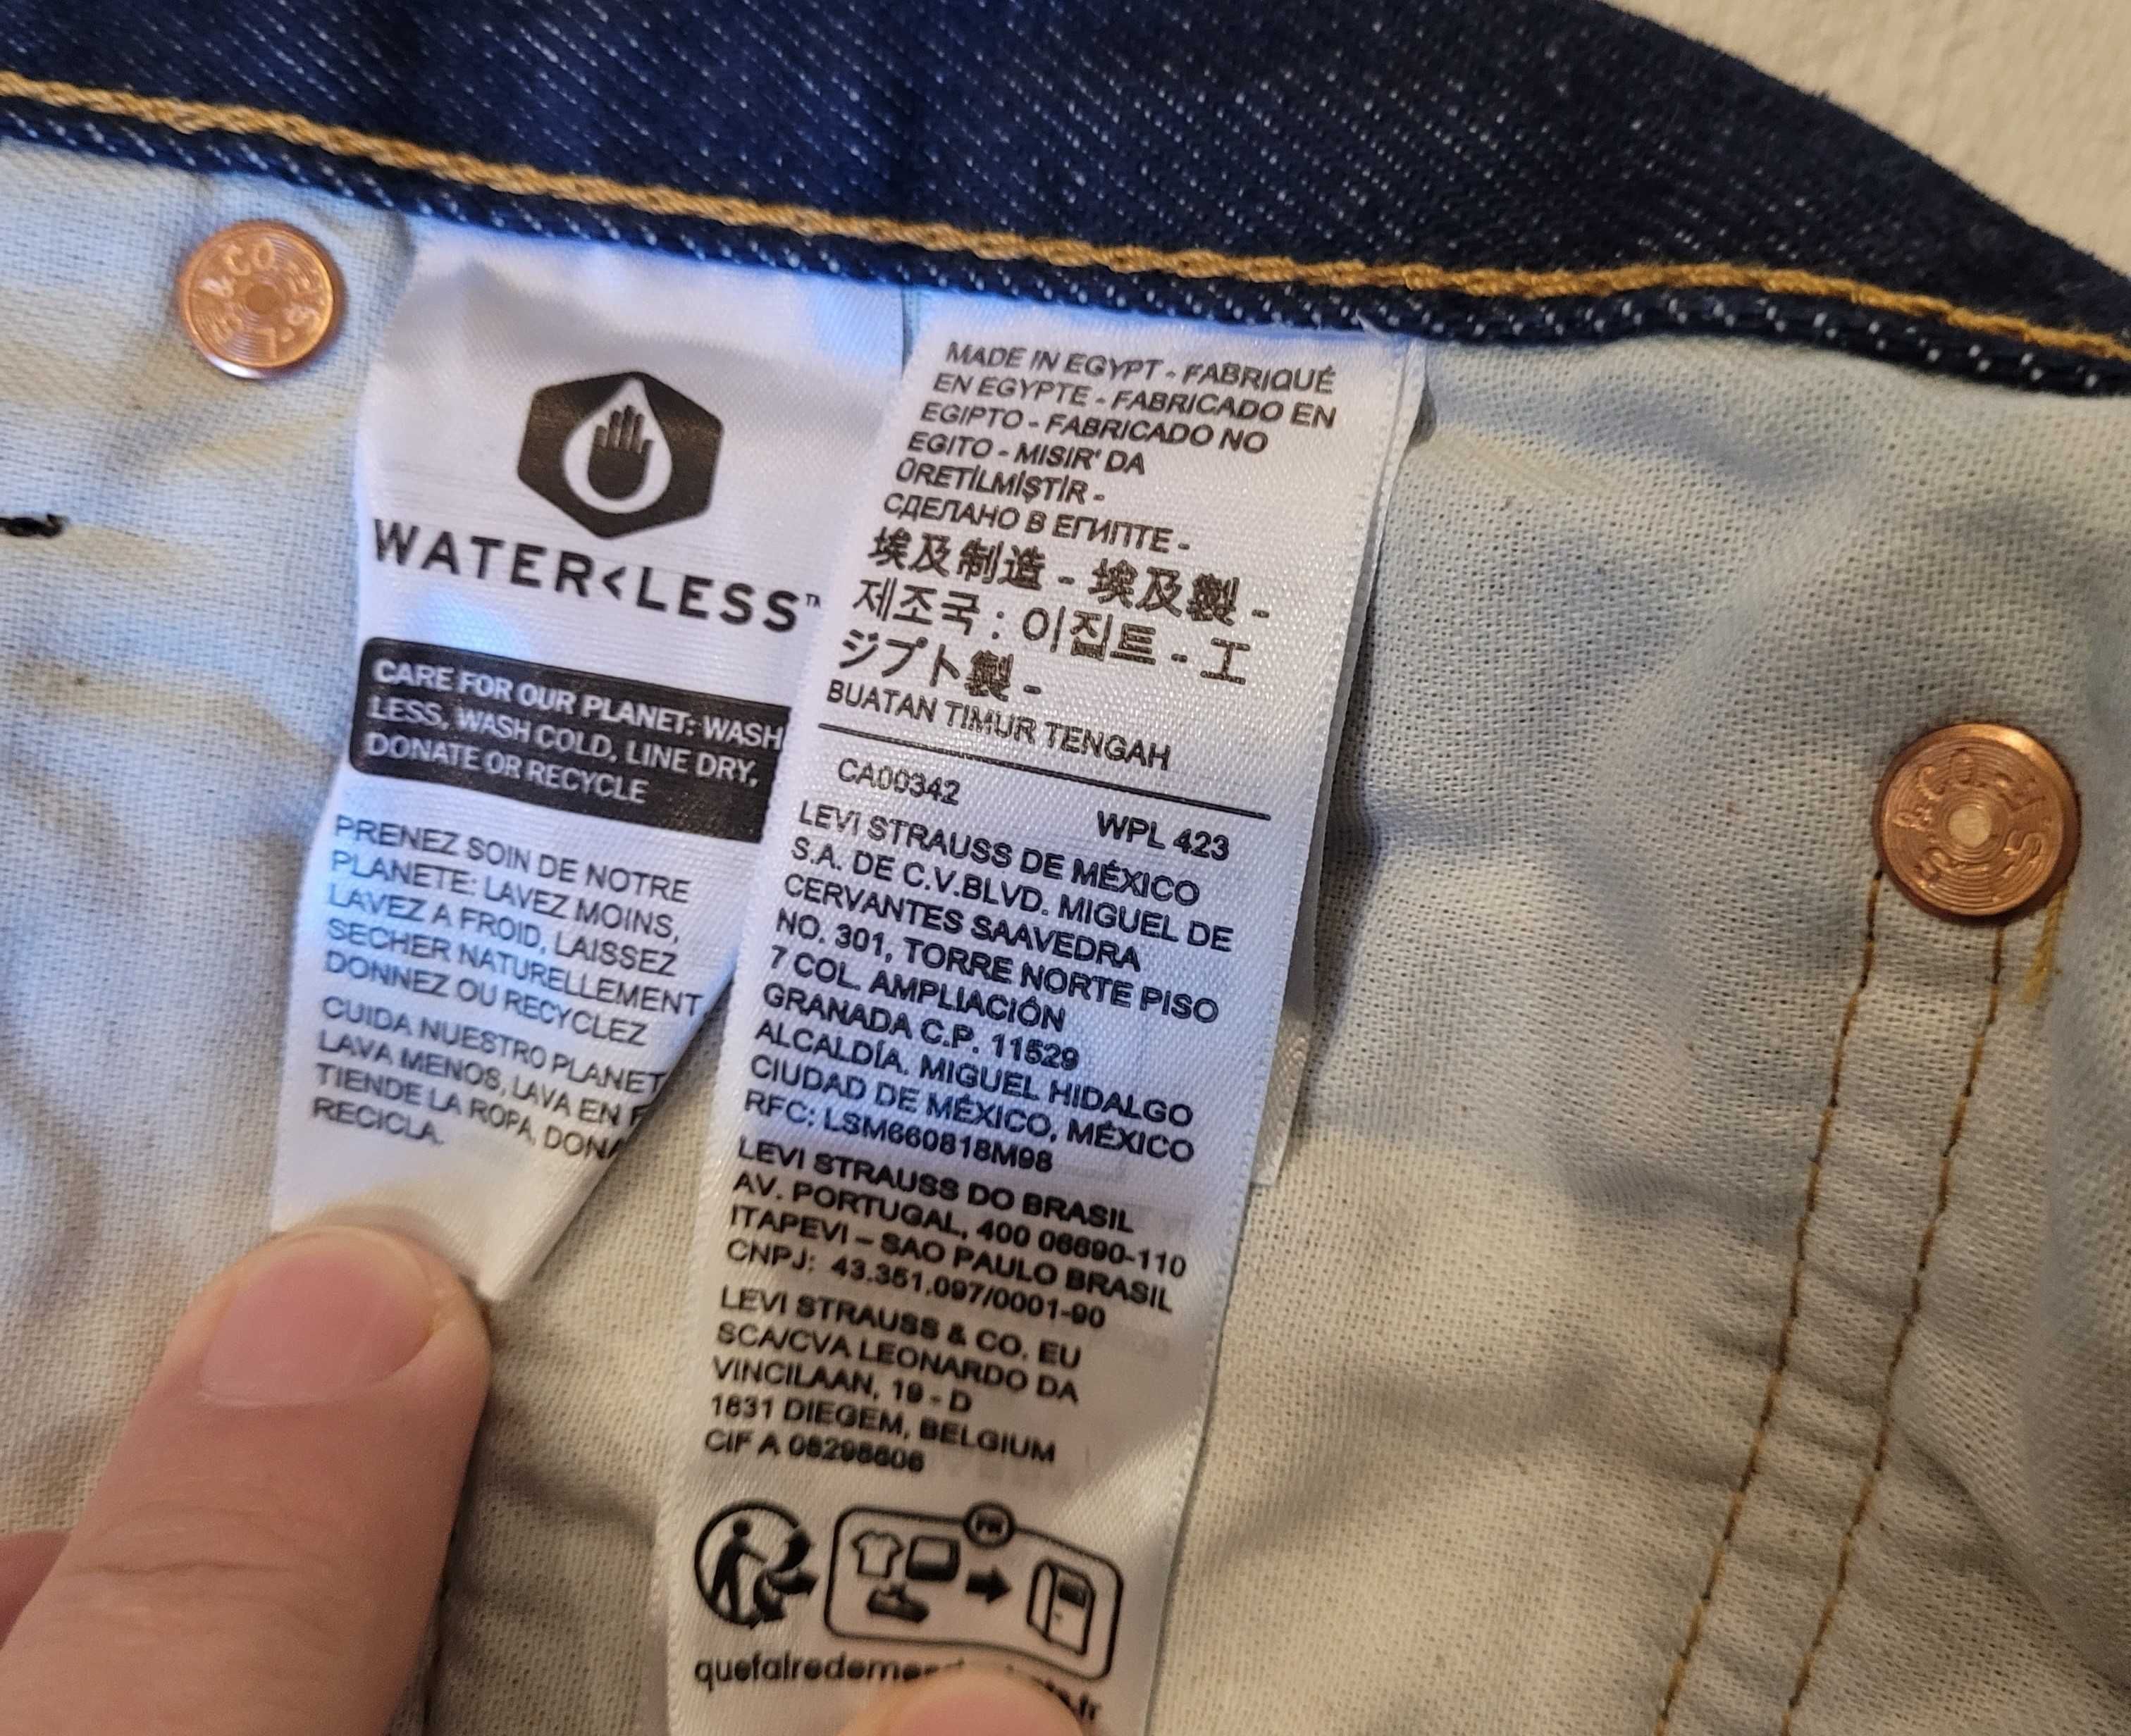 WATER<LESS™
CARE FOR OUR PLANET: WASH
LESS, WASH COLD, LINE DRY,
DONATE OR RECYCLE
PRENEZ SOIN DE NOTRE
PLANETE: LAVEZ MOINS,
LAVEZ A FROID, LAISSEZ
SECHER NATURELLEMENT
DONNEZ OU RECYCLEZ
CUIDA NUESTRO PLANET
LAVA MENOS, LAVA EN F
TIENDE LA ROPA, DONA
RECICLA.
MADE IN EGYPT - FABRIQUÉ
EN EGYPTE - FABRICADO EN
EGIPTO - FABRICADO NO
EGITO - MISIR' DA
ÜRETİLMİŞTİR -
СДЕЛАНО В ЕГИПТЕ -
埃及制造 - 埃及製 -
제조국 : 이집트 - エ
ジプト製 -
BUATAN TIMUR TENGAH
CA00342
WPL 423
LEVI STRAUSS DE MÉXICO
S.A. DE C.V.BLVD. MIGUEL DE
CERVANTES SAAVEDRA
NO. 301, TORRE NORTE PISO
7 COL. AMPLIACIÓN
GRANADA C.P. 11529
ALCALDÍA. MIGUEL HIDALGO
CIUDAD DE MÉXICO, MÉXICO
RFC: LSM660818M98
LEVI STRAUSS DO BRASIL
AV. PORTUGAL, 400 06690-110
ITAPEVI – SAO PAULO BRASIL
CNPJ: 43.351.097/0001-90
LEVI STRAUSS & CO. EU
SCA/CVA LEONARDO DA
VINCILAAN, 19 - D
1831 DIEGEM, BELGIUM
CIF A 08298606